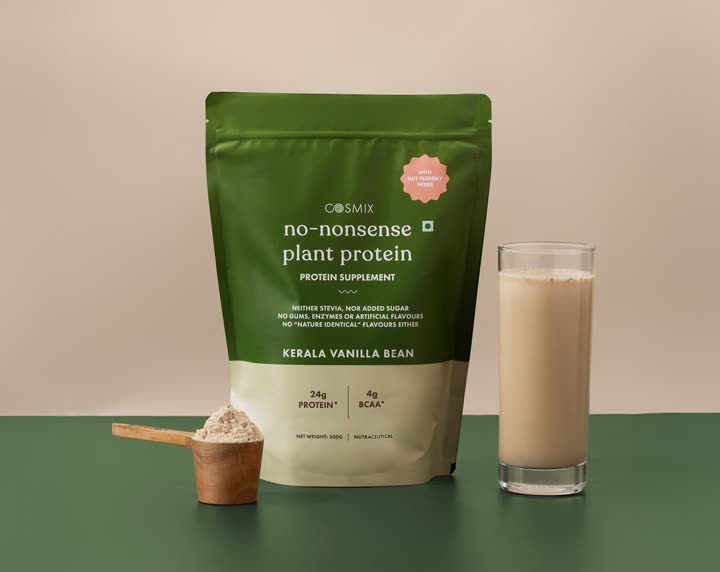 WITH
GUT FRIENDLY
HERBS
COSMIX
no-nonsense
plant protein
PROTEIN SUPPLEMENT
NEITHER STEVIA, NOR ADDED SUGAR
NO GUMS, ENZYMES OR ARTIFICIAL FLAVOURS
NO "NATURE IDENTICAL" FLAVOURS EITHER
KERALA VANILLA BEAN
24g 4g
PROTEIN* BCAA*
NET WEIGHT: 500G | NUTRACEUTICAL